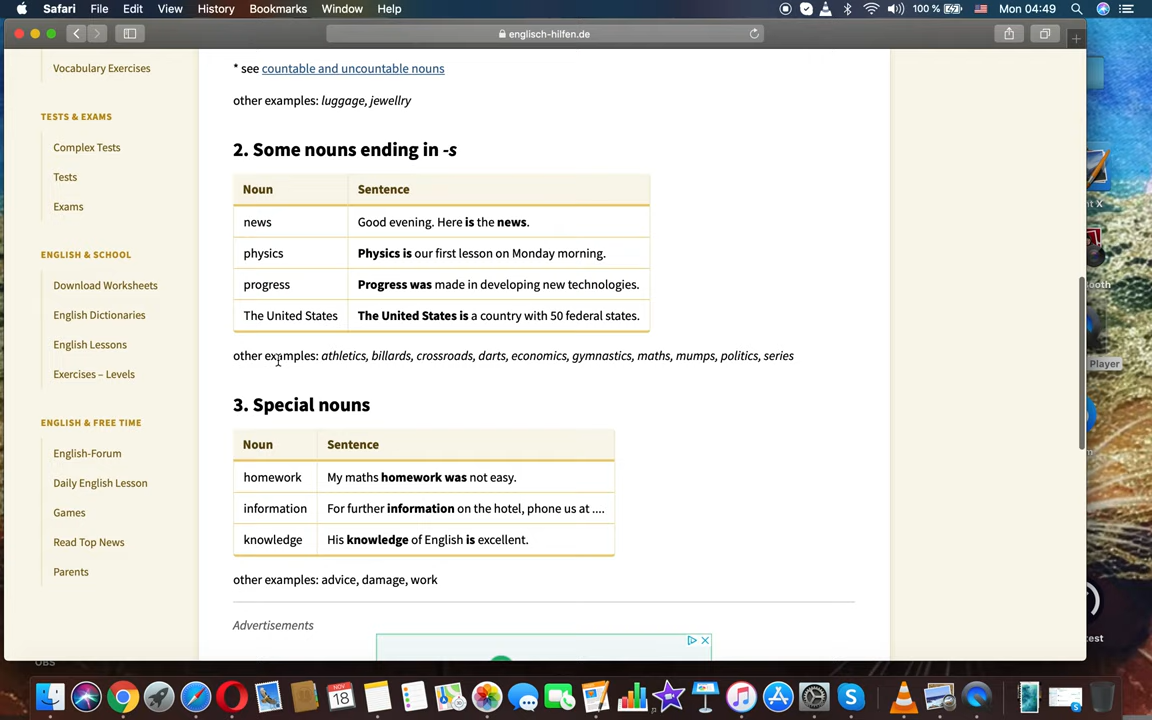 Safari File Edit View History Bookmarks Window Help 100 % Mon 04:49
englisch-hilfen.de
Vocabulary Exercises
TESTS & EXAMS
Complex Tests
Tests
Exams
ENGLISH & SCHOOL
Download Worksheets
English Dictionaries
English Lessons
Exercises – Levels
ENGLISH & FREE TIME
English-Forum
Daily English Lesson
Games
Read Top News
Parents
* see countable and uncountable nouns
other examples: luggage, jewellry
2. Some nouns ending in -s
Noun Sentence
news Good evening. Here is the news.
physics Physics is our first lesson on Monday morning.
progress Progress was made in developing new technologies.
The United States The United States is a country with 50 federal states.
other examples: athletics, billards, crossroads, darts, economics, gymnastics, maths, mumps, politics, series
3. Special nouns
Noun Sentence
homework My maths homework was not easy.
information For further information on the hotel, phone us at ....
knowledge His knowledge of English is excellent.
other examples: advice, damage, work
Advertisements
Player
OBS
NOV
18